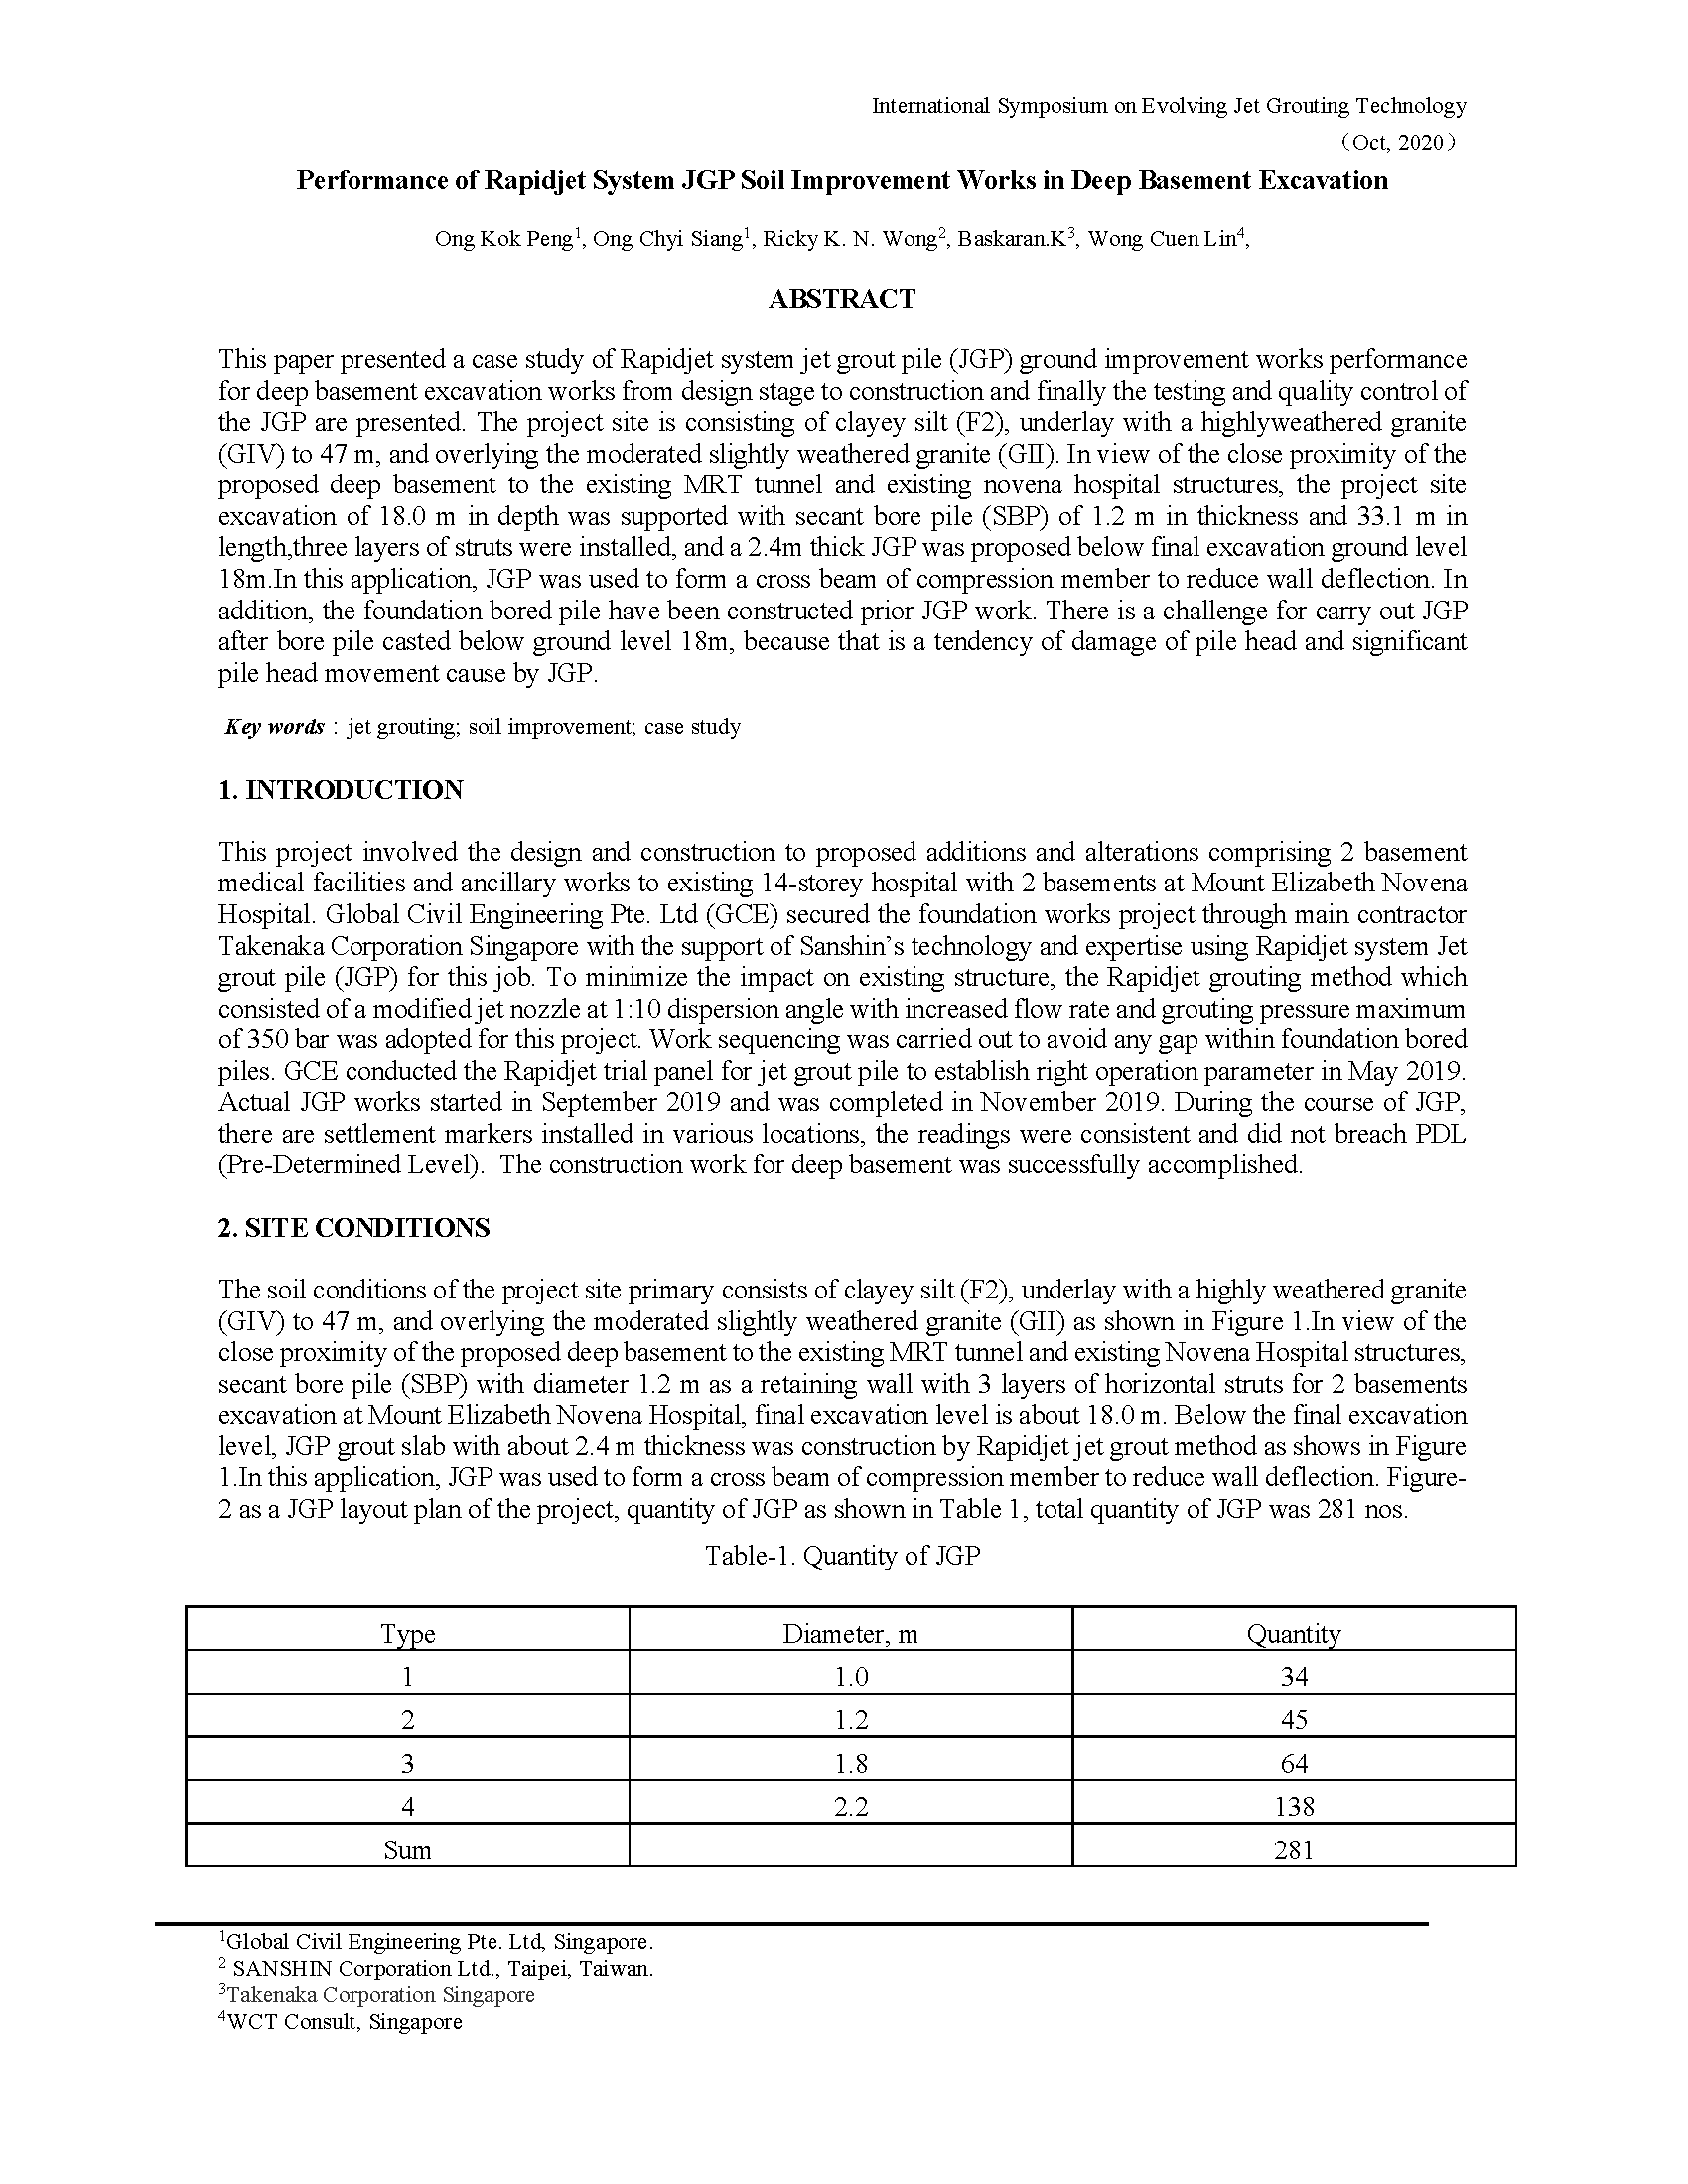 International Symposium on Evolving Jet Grouting Technology
（Oct, 2020）
Performance of Rapidjet System JGP Soil Improvement Works in Deep Basement Excavation
Ong Kok Peng1, Ong Chyi Siang1, Ricky K. N. Wong2, Baskaran.K3, Wong Cuen Lin4,
ABSTRACT
This paper presented a case study of Rapidjet system jet grout pile (JGP) ground improvement works performance
for deep basement excavation works from design stage to construction and finally the testing and quality control of
the JGP are presented. The project site is consisting of clayey silt (F2), underlay with a highlyweathered granite
(GIV) to 47 m, and overlying the moderated slightly weathered granite (GII). In view of the close proximity of the
proposed deep basement to the existing MRT tunnel and existing novena hospital structures, the project site
excavation of 18.0 m in depth was supported with secant bore pile (SBP) of 1.2 m in thickness and 33.1 m in
length,three layers of struts were installed, and a 2.4m thick JGP was proposed below final excavation ground level
18m.In this application, JGP was used to form a cross beam of compression member to reduce wall deflection. In
addition, the foundation bored pile have been constructed prior JGP work. There is a challenge for carry out JGP
after bore pile casted below ground level 18m, because that is a tendency of damage of pile head and significant
pile head movement cause by JGP.
Key words : jet grouting; soil improvement; case study
1. INTRODUCTION
This project involved the design and construction to proposed additions and alterations comprising 2 basement
medical facilities and ancillary works to existing 14-storey hospital with 2 basements at Mount Elizabeth Novena
Hospital. Global Civil Engineering Pte. Ltd (GCE) secured the foundation works project through main contractor
Takenaka Corporation Singapore with the support of Sanshin’s technology and expertise using Rapidjet system Jet
grout pile (JGP) for this job. To minimize the impact on existing structure, the Rapidjet grouting method which
consisted of a modified jet nozzle at 1:10 dispersion angle with increased flow rate and grouting pressure maximum
of 350 bar was adopted for this project. Work sequencing was carried out to avoid any gap within foundation bored
piles. GCE conducted the Rapidjet trial panel for jet grout pile to establish right operation parameter in May 2019.
Actual JGP works started in September 2019 and was completed in November 2019. During the course of JGP,
there are settlement markers installed in various locations, the readings were consistent and did not breach PDL
(Pre-Determined Level). The construction work for deep basement was successfully accomplished.
2. SITE CONDITIONS
The soil conditions of the project site primary consists of clayey silt (F2), underlay with a highly weathered granite
(GIV) to 47 m, and overlying the moderated slightly weathered granite (GII) as shown in Figure 1.In view of the
close proximity of the proposed deep basement to the existing MRT tunnel and existing Novena Hospital structures,
secant bore pile (SBP) with diameter 1.2 m as a retaining wall with 3 layers of horizontal struts for 2 basements
excavation at Mount Elizabeth Novena Hospital, final excavation level is about 18.0 m. Below the final excavation
level, JGP grout slab with about 2.4 m thickness was construction by Rapidjet jet grout method as shows in Figure
1.In this application, JGP was used to form a cross beam of compression member to reduce wall deflection. Figure-
2 as a JGP layout plan of the project, quantity of JGP as shown in Table 1, total quantity of JGP was 281 nos.
Table-1. Quantity of JGP
Type Diameter, m Quantity
1 1.0 34
2 1.2 45
3 1.8 64
4 2.2 138
Sum 281
1Global Civil Engineering Pte. Ltd, Singapore.
2 SANSHIN Corporation Ltd., Taipei, Taiwan.
3Takenaka Corporation Singapore
4WCT Consult, Singapore